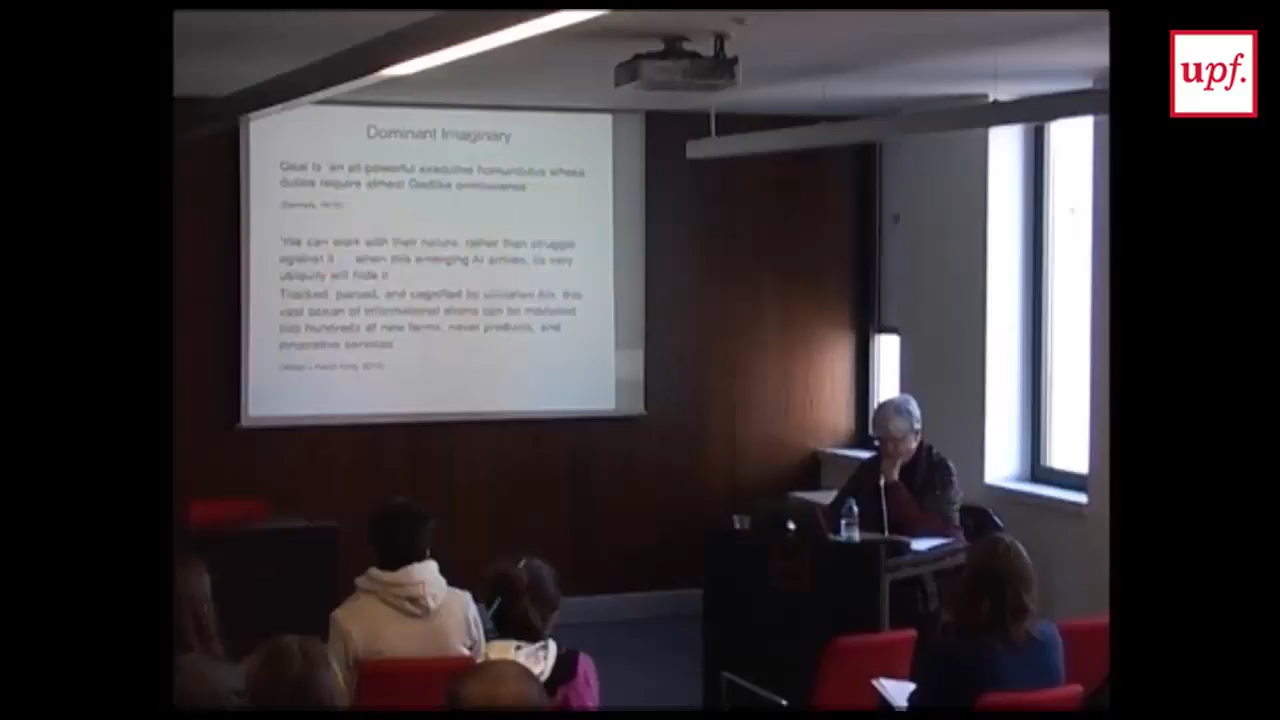 upf.
Dominant Imaginary
Goal is 'an all-powerful executive homunculus whose
duties require almost Godlike omniscience'
'We can work with their nature, rather than struggle
against it when this emerging AI arrives, its very
ubiquity will hide it
Tracked, parsed, and cognified by utilitarian AIs, this
vast ocean of informational atoms can be molded
into hundreds of new forms, novel products, and
innovative services